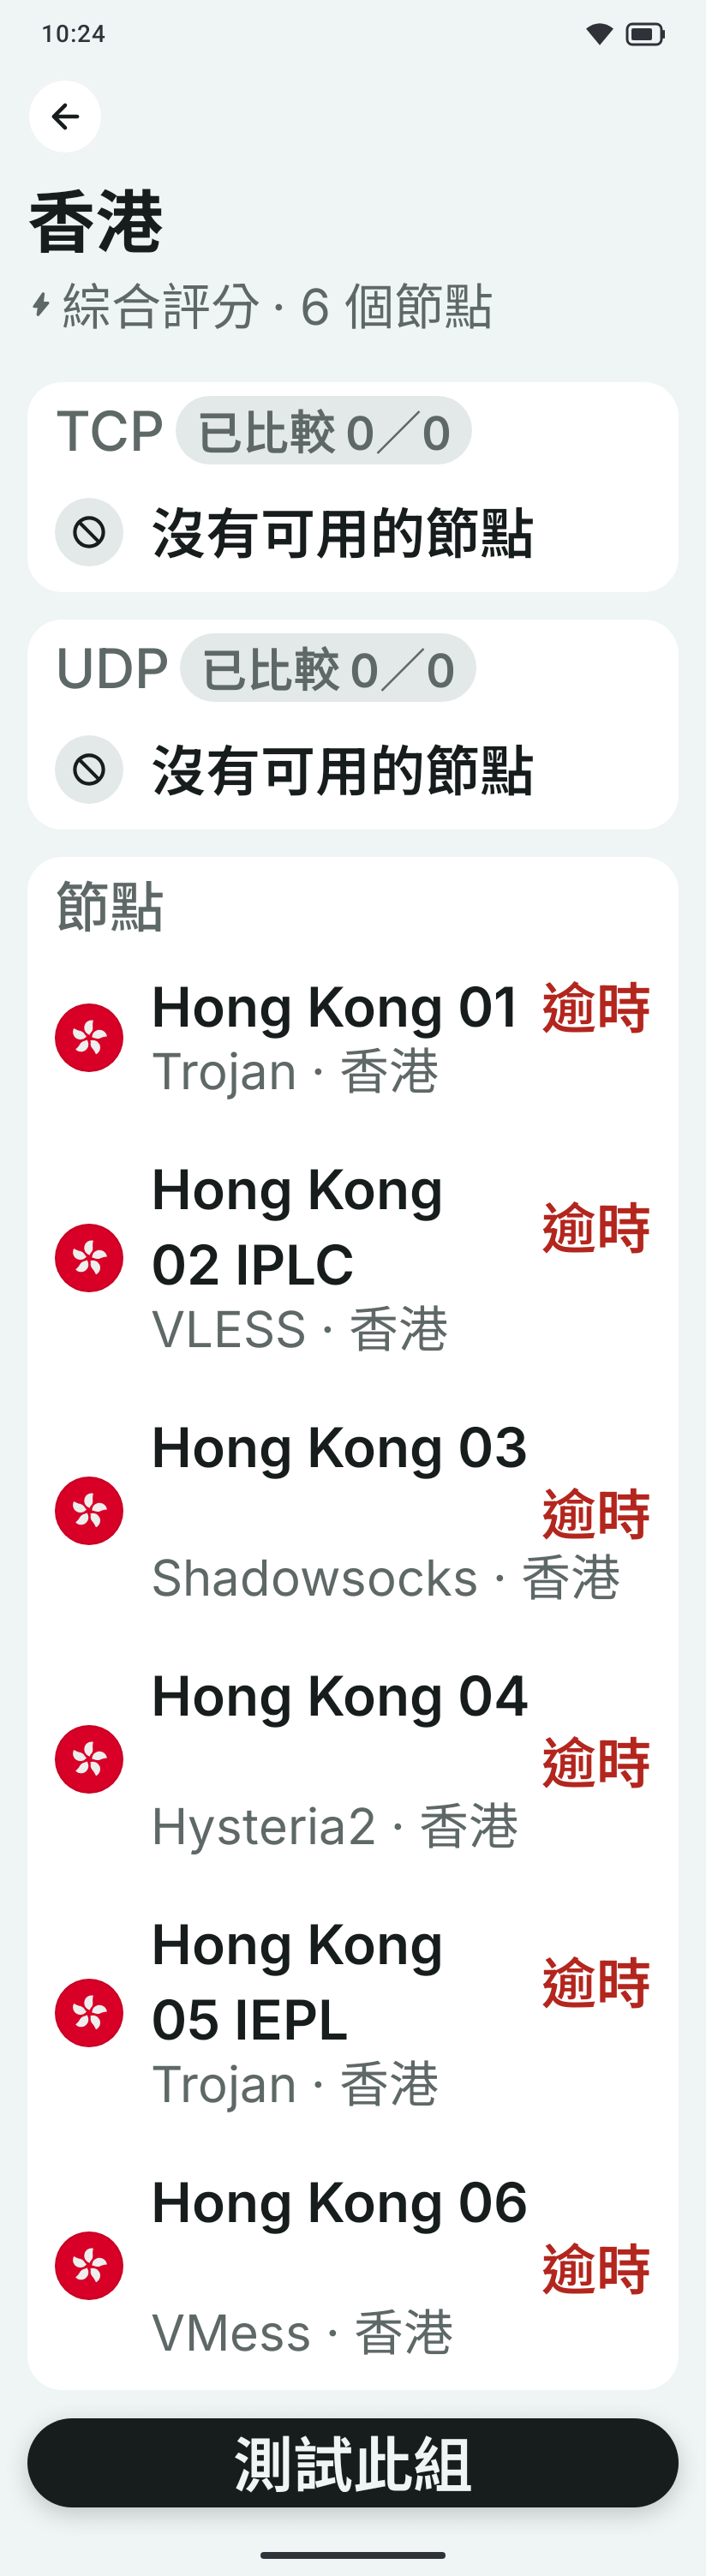 10:24
香港
綜合評分 · 6 個節點
TCP 已比較 0／0
沒有可用的節點
UDP 已比較 0／0
沒有可用的節點
節點
Hong Kong 01 逾時
Trojan · 香港
Hong Kong
02 IPLC
逾時
VLESS · 香港
Hong Kong 03
逾時
Shadowsocks · 香港
Hong Kong 04
逾時
Hysteria2 · 香港
Hong Kong
05 IEPL
逾時
Trojan · 香港
Hong Kong 06
逾時
VMess · 香港
測試此組